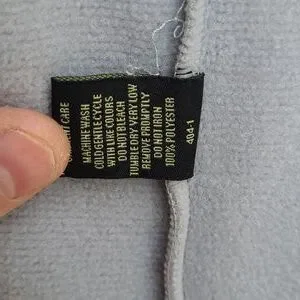 CARE
MACHINE WASH
COLD GENTLE CYCLE
WITH LIKE COLORS
DO NOT BLEACH
TUMBLE DRY VERY LOW
REMOVE PROMPTLY
DO NOT IRON
100% POLYESTER
404-1